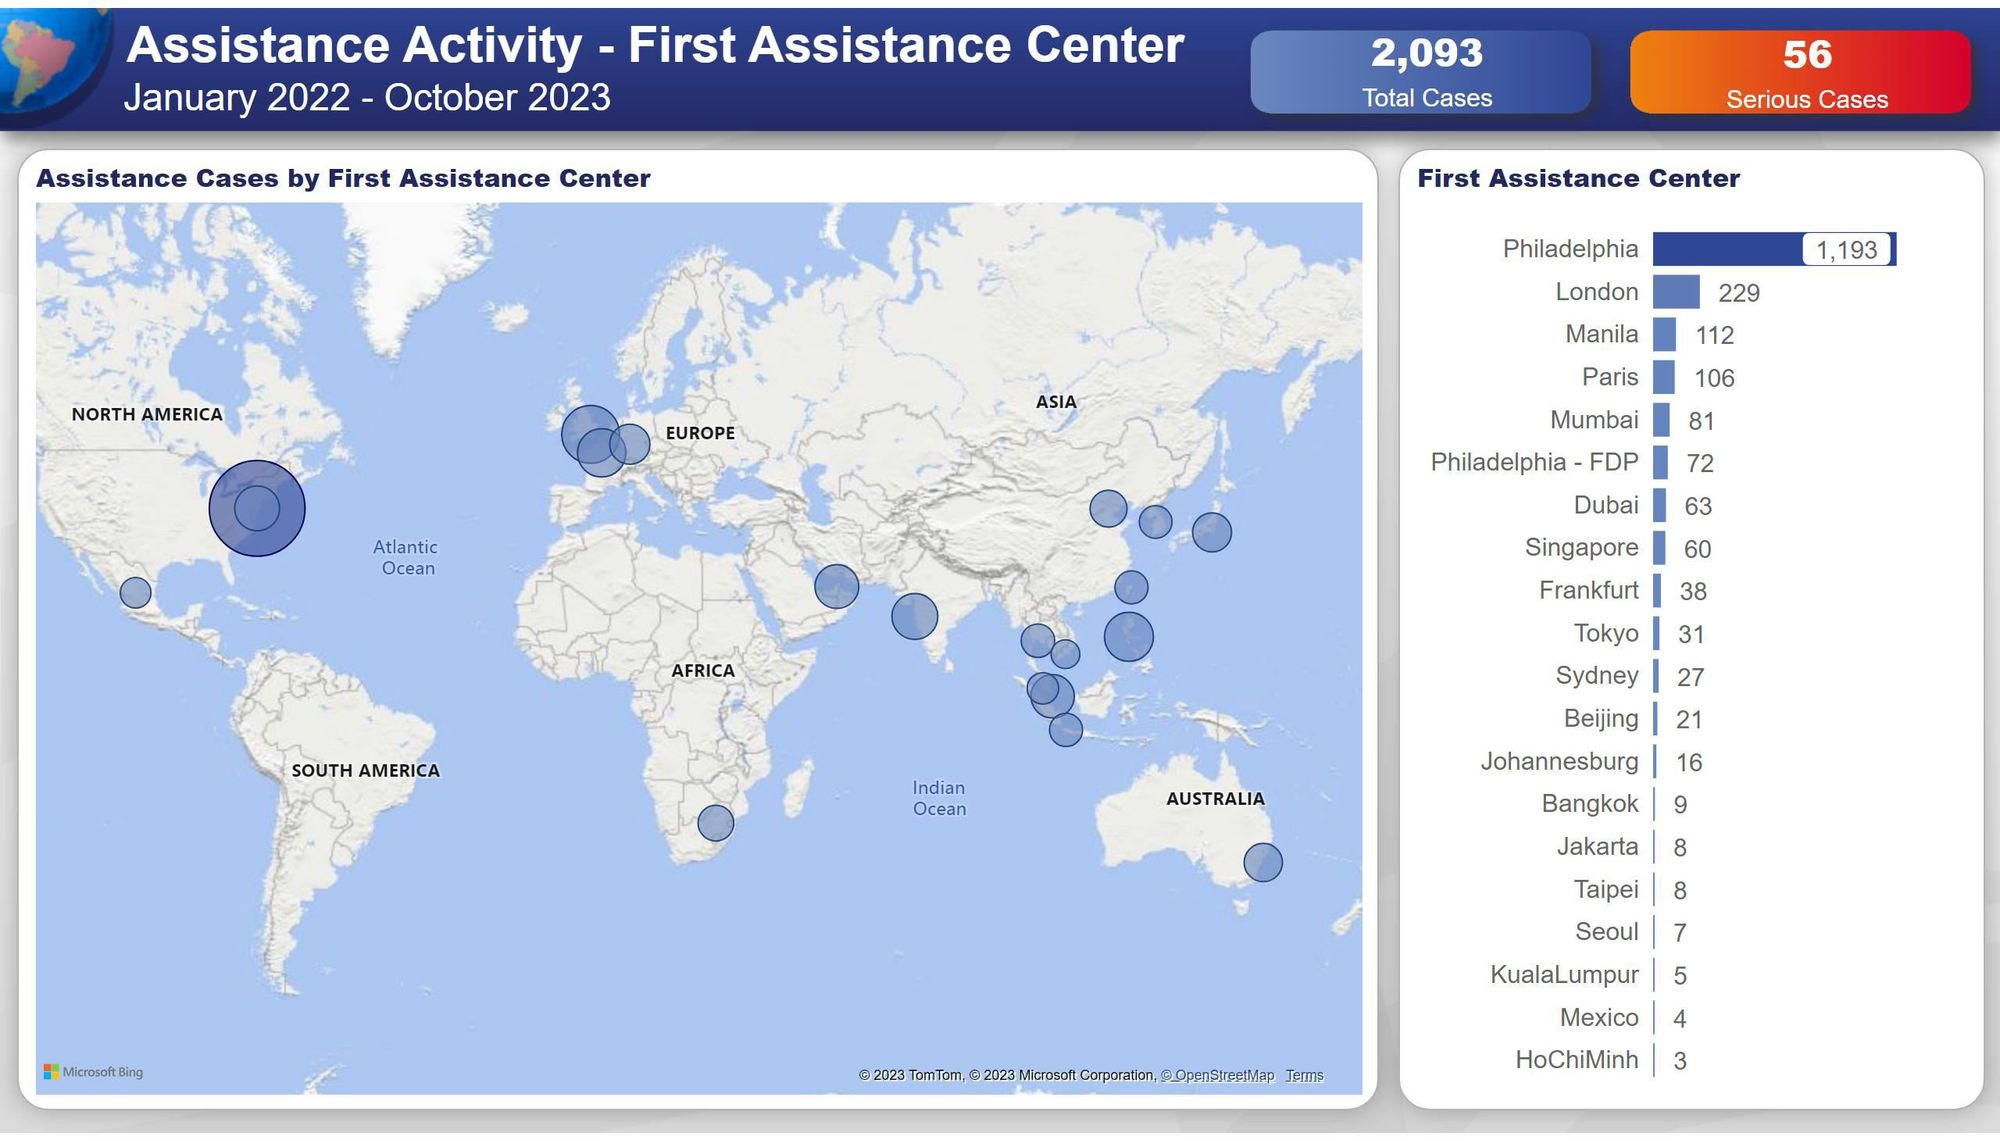 Assistance Activity - First Assistance Center
January 2022 - October 2023
2,093
Total Cases
56
Serious Cases
Assistance Cases by First Assistance Center
NORTH AMERICA
ASIA
EUROPE
Atlantic
Ocean
AFRICA
SOUTH AMERICA
Indian
Ocean
AUSTRALIA
Microsoft Bing
© 2023 TomTom, © 2023 Microsoft Corporation, © OpenStreetMap Terms
First Assistance Center
Philadelphia 1,193
London 229
Manila 112
Paris 106
Mumbai 81
Philadelphia - FDP 72
Dubai 63
Singapore 60
Frankfurt 38
Tokyo 31
Sydney 27
Beijing 21
Johannesburg 16
Bangkok 9
Jakarta 8
Taipei 8
Seoul 7
KualaLumpur 5
Mexico 4
HoChiMinh 3